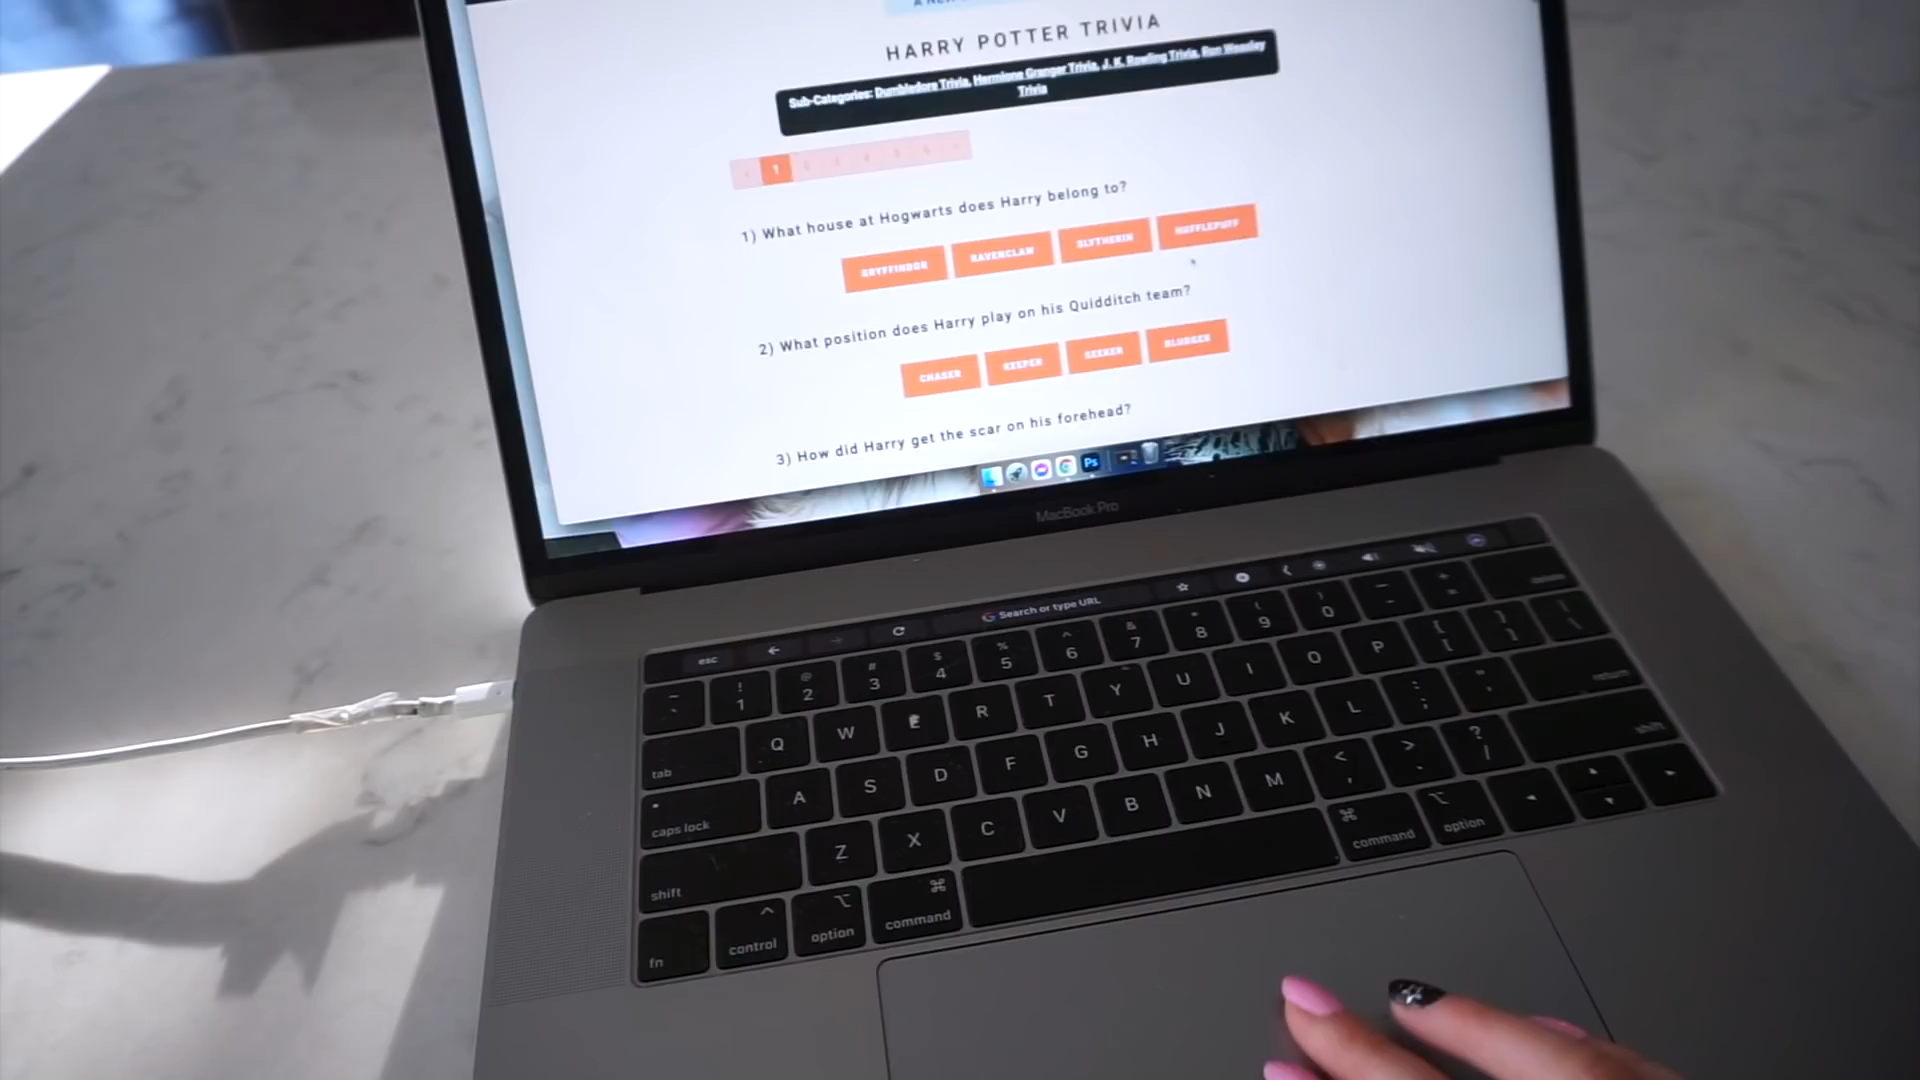 HARRY POTTER TRIVIA
Sub-Categories: Dumbledore Trivia, Hermione Granger Trivia, J. K. Rowling Trivia, Ron Weasley
Trivia
1
1) What house at Hogwarts does Harry belong to?
GRYFFINDOR RAVENCLAW SLYTHERIN HUFFLEPUFF
2) What position does Harry play on his Quidditch team?
CHASER KEEPER SEEKER BLUDGER
3) How did Harry get the scar on his forehead?
Ps
MacBook Pro
esc Search or type URL
~ ! @ # $ % ^ & * ( )
1 2 3 4 5 6 7 8 9 0
tab Q W E R T Y U I O P { [ } ] \
caps lock A S D F G H J K L : ; " ' return
shift Z X C V B N M < , > . ? / shift
fn control option command command option